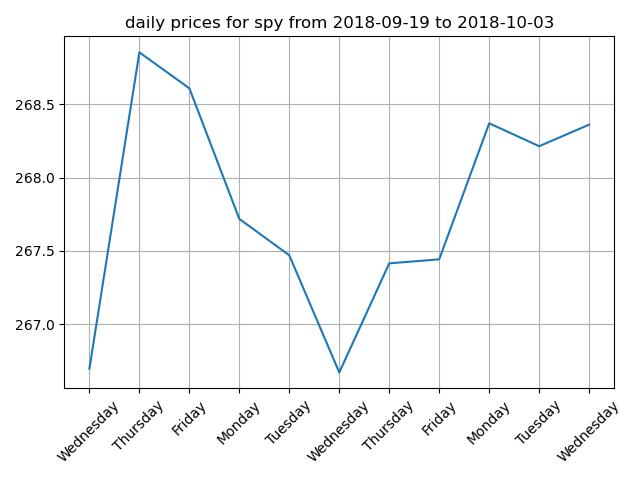 daily prices for spy from 2018-09-19 to 2018-10-03
268.5
268.0
267.5
267.0
Wednesday
Thursday
Friday
Monday
Tuesday
Wednesday
Thursday
Friday
Monday
Tuesday
Wednesday